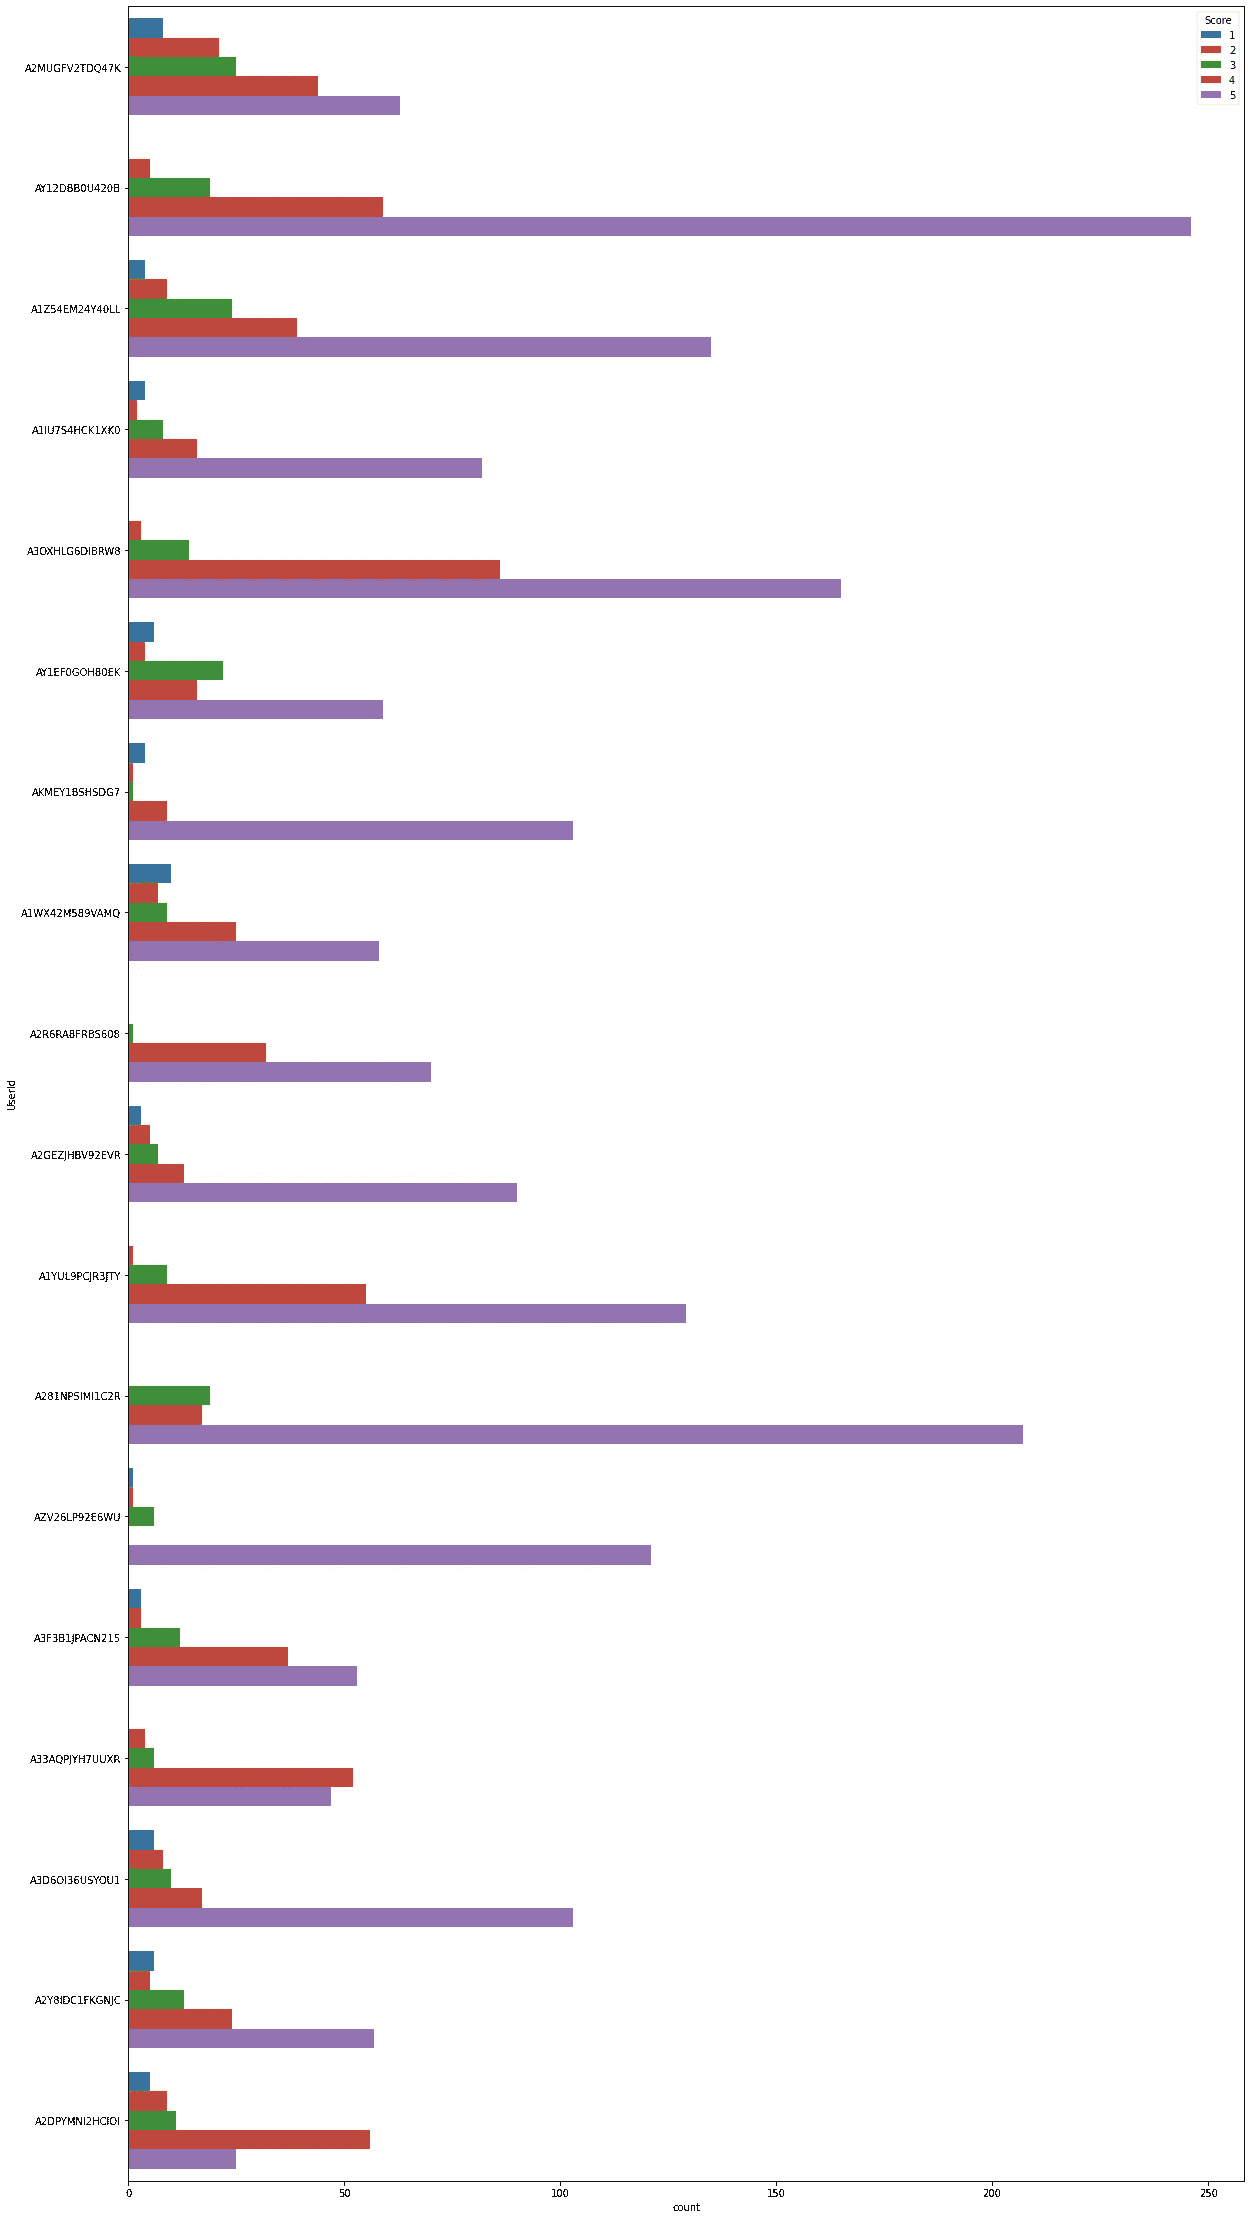 Score
1
2
3
4
5
A2MUGFV2TDQ47K
AY12DBB0U420B
A1Z54EM24Y40LL
A1IU7S4HCK1XK0
A3OXHLG6DIBRW8
AY1EF0GOH80EK
AKMEY1BSHSDG7
A1WX42M589VAMQ
A2R6RA8FRBS608
A2GEZJHBV92EVR
A1YUL9PCJR3JTY
A281NPSIMI1C2R
AZV26LP92E6WU
A3F3B1JPACN215
A33AQPJYH7UUXR
A3D6OI36USYOU1
A2Y8IDC1FKGNJC
A2DPYMNI2HCIOI
UserId
0 50 100 150 200 250
count